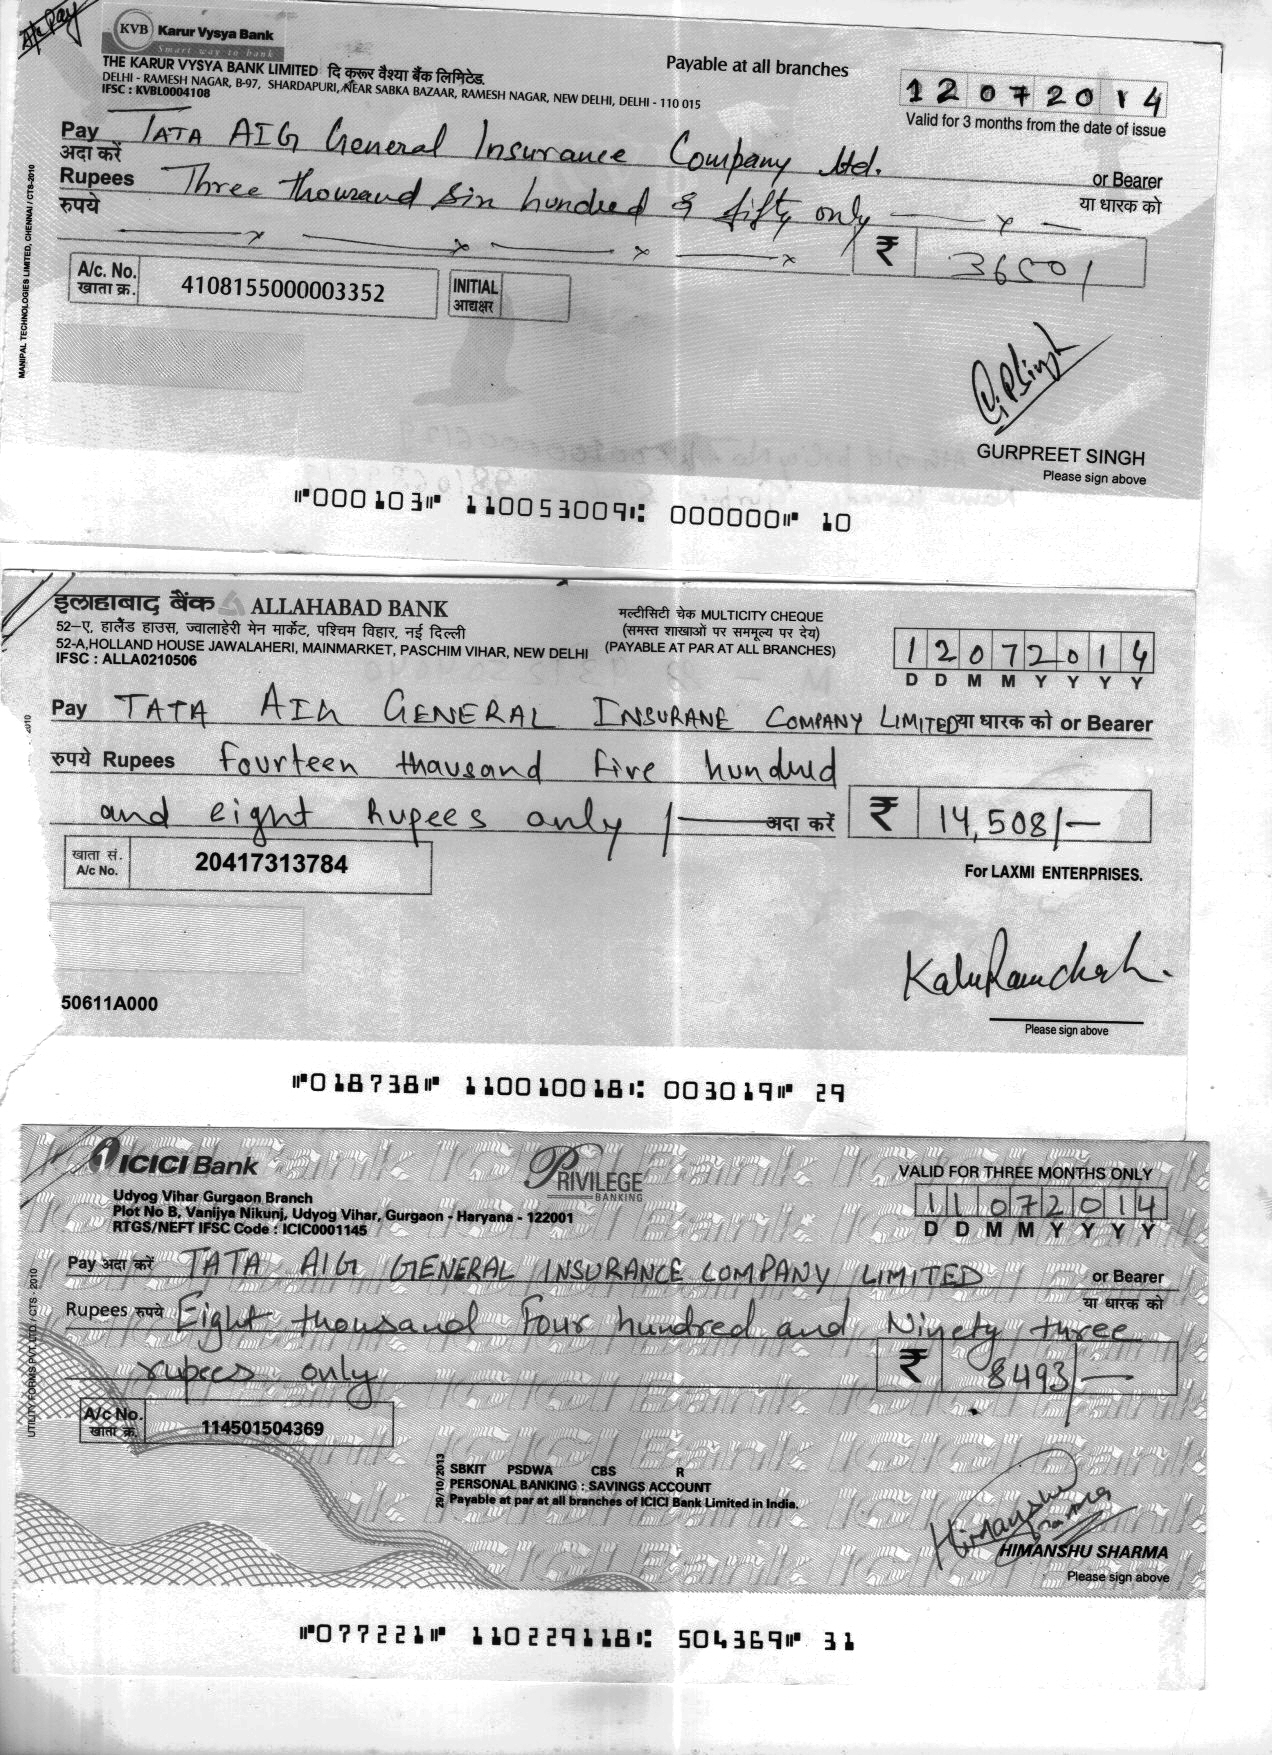 A/c Pay
KVB Karur Vysya Bank
Smart way to bank
THE KARUR VYSYA BANK LIMITED दि करूर वैश्या बैंक लिमिटेड.
DELHI - RAMESH NAGAR, B-97, SHARDAPURI, NEAR SABKA BAZAAR, RAMESH NAGAR, NEW DELHI, DELHI - 110 015
IFSC : KVBL0004108
Payable at all branches
12072014
Valid for 3 months from the date of issue
Pay TATA AIG General Insurance Company Ltd.
अदा करें or Bearer
Rupees Three thousand six hundred & fifty only या धारक को
रुपये
₹ 3650/
A/c. No. खाता क्र. 4108155000003352 INITIAL आद्यक्षर
MANIPAL TECHNOLOGIES LIMITED, CHENNAI / CTS-2010
G.P.Singh
GURPREET SINGH
Please sign above
⑈000103⑈ 110053009⑆ 000000⑈ 10
इलाहाबाद बैंक ALLAHABAD BANK
52-ए, हालैंड हाउस, ज्वालाहेरी मेन मार्केट, पश्चिम विहार, नई दिल्ली
52-A,HOLLAND HOUSE JAWALAHERI, MAINMARKET, PASCHIM VIHAR, NEW DELHI
IFSC : ALLA0210506
मल्टीसिटी चेक MULTICITY CHEQUE
(समस्त शाखाओं पर सममूल्य पर देय)
(PAYABLE AT PAR AT ALL BRANCHES)
12072014
D D M M Y Y Y Y
2010
Pay TATA AIG GENERAL INSURANE COMPANY LIMITED या धारक को or Bearer
रुपये Rupees fourteen thausand five hundred
and eight Rupees only /— अदा करें ₹ 14,508/—
खाता सं. A/c No. 20417313784
For LAXMI ENTERPRISES.
50611A000
Please sign above
⑈018738⑈ 110010018⑆ 003019⑈ 29
ICICI Bank
PRIVILEGE BANKING
VALID FOR THREE MONTHS ONLY
Udyog Vihar Gurgaon Branch
Plot No B, Vanijya Nikunj, Udyog Vihar, Gurgaon - Haryana - 122001
RTGS/NEFT IFSC Code : ICIC0001145
11072014
D D M M Y Y Y Y
Pay अदा करें TATA AIG GENERAL INSURANCE COMPANY LIMITED or Bearer
Rupees रुपये Eight thousand Four hundred and Ninety three या धारक को
rupees only ₹ 8493/—
A/c No. खाता क्र. 114501504369
UTILITY FORMS PVT LTD / CTS - 2010
29/10/2013
SBKIT PSDWA CBS R
PERSONAL BANKING : SAVINGS ACCOUNT
Payable at par at all branches of ICICI Bank Limited in India.
Himanshu Sharma
HIMANSHU SHARMA
Please sign above
⑈077221⑈ 110229118⑆ 504369⑈ 31